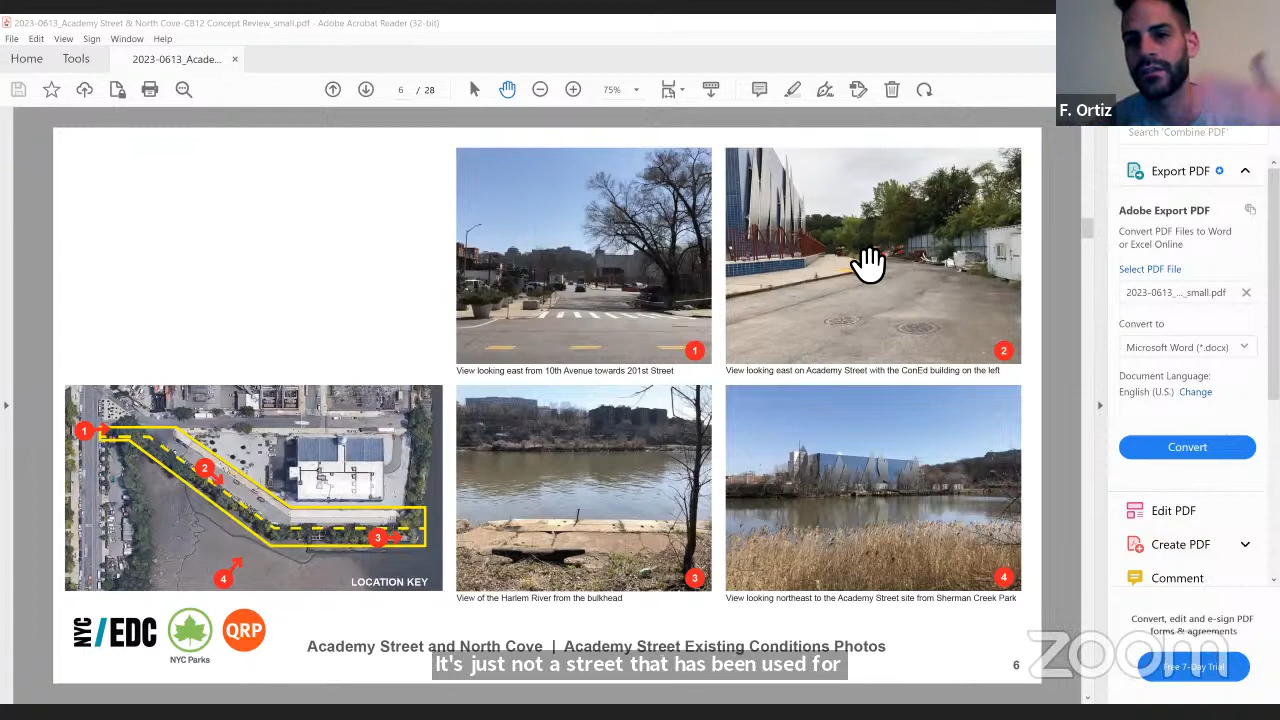 2023-0613_Academy Street & North Cove-CB12 Concept Review_small.pdf - Adobe Acrobat Reader (32-bit)
File Edit View Sign Window Help
Home Tools 2023-0613_Acade... ×
6 / 28 75%
F. Ortiz
Search 'Combine PDF'
Export PDF
Adobe Export PDF
Convert PDF Files to Word
or Excel Online
Select PDF File
2023-0613_..._small.pdf
Convert to
Microsoft Word (*.docx)
Document Language:
English (U.S.) Change
Convert
Edit PDF
Create PDF
Comment
Convert, edit and e-sign PDF
forms & agreements
Free 7-Day Trial
1
View looking east from 10th Avenue towards 201st Street
2
View looking east on Academy Street with the ConEd building on the left
1
2
3
4
LOCATION KEY
3
View of the Harlem River from the bulkhead
4
View looking northeast to the Academy Street site from Sherman Creek Park
NYC/EDC
NYC Parks
QRP
Academy Street and North Cove | Academy Street Existing Conditions Photos
6
It's just not a street that has been used for
zoom